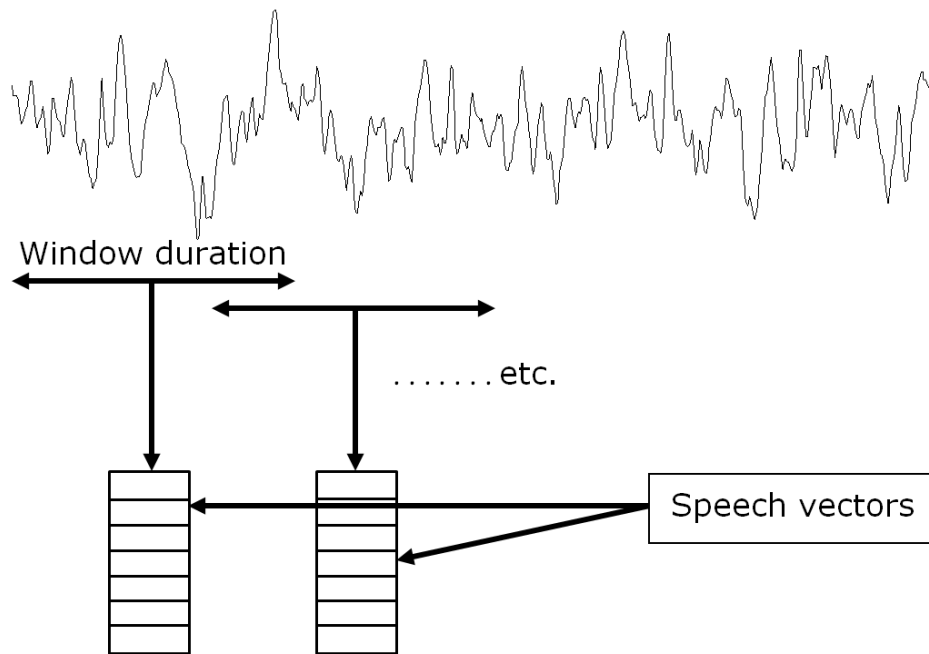 Window duration
.......etc.
Speech vectors